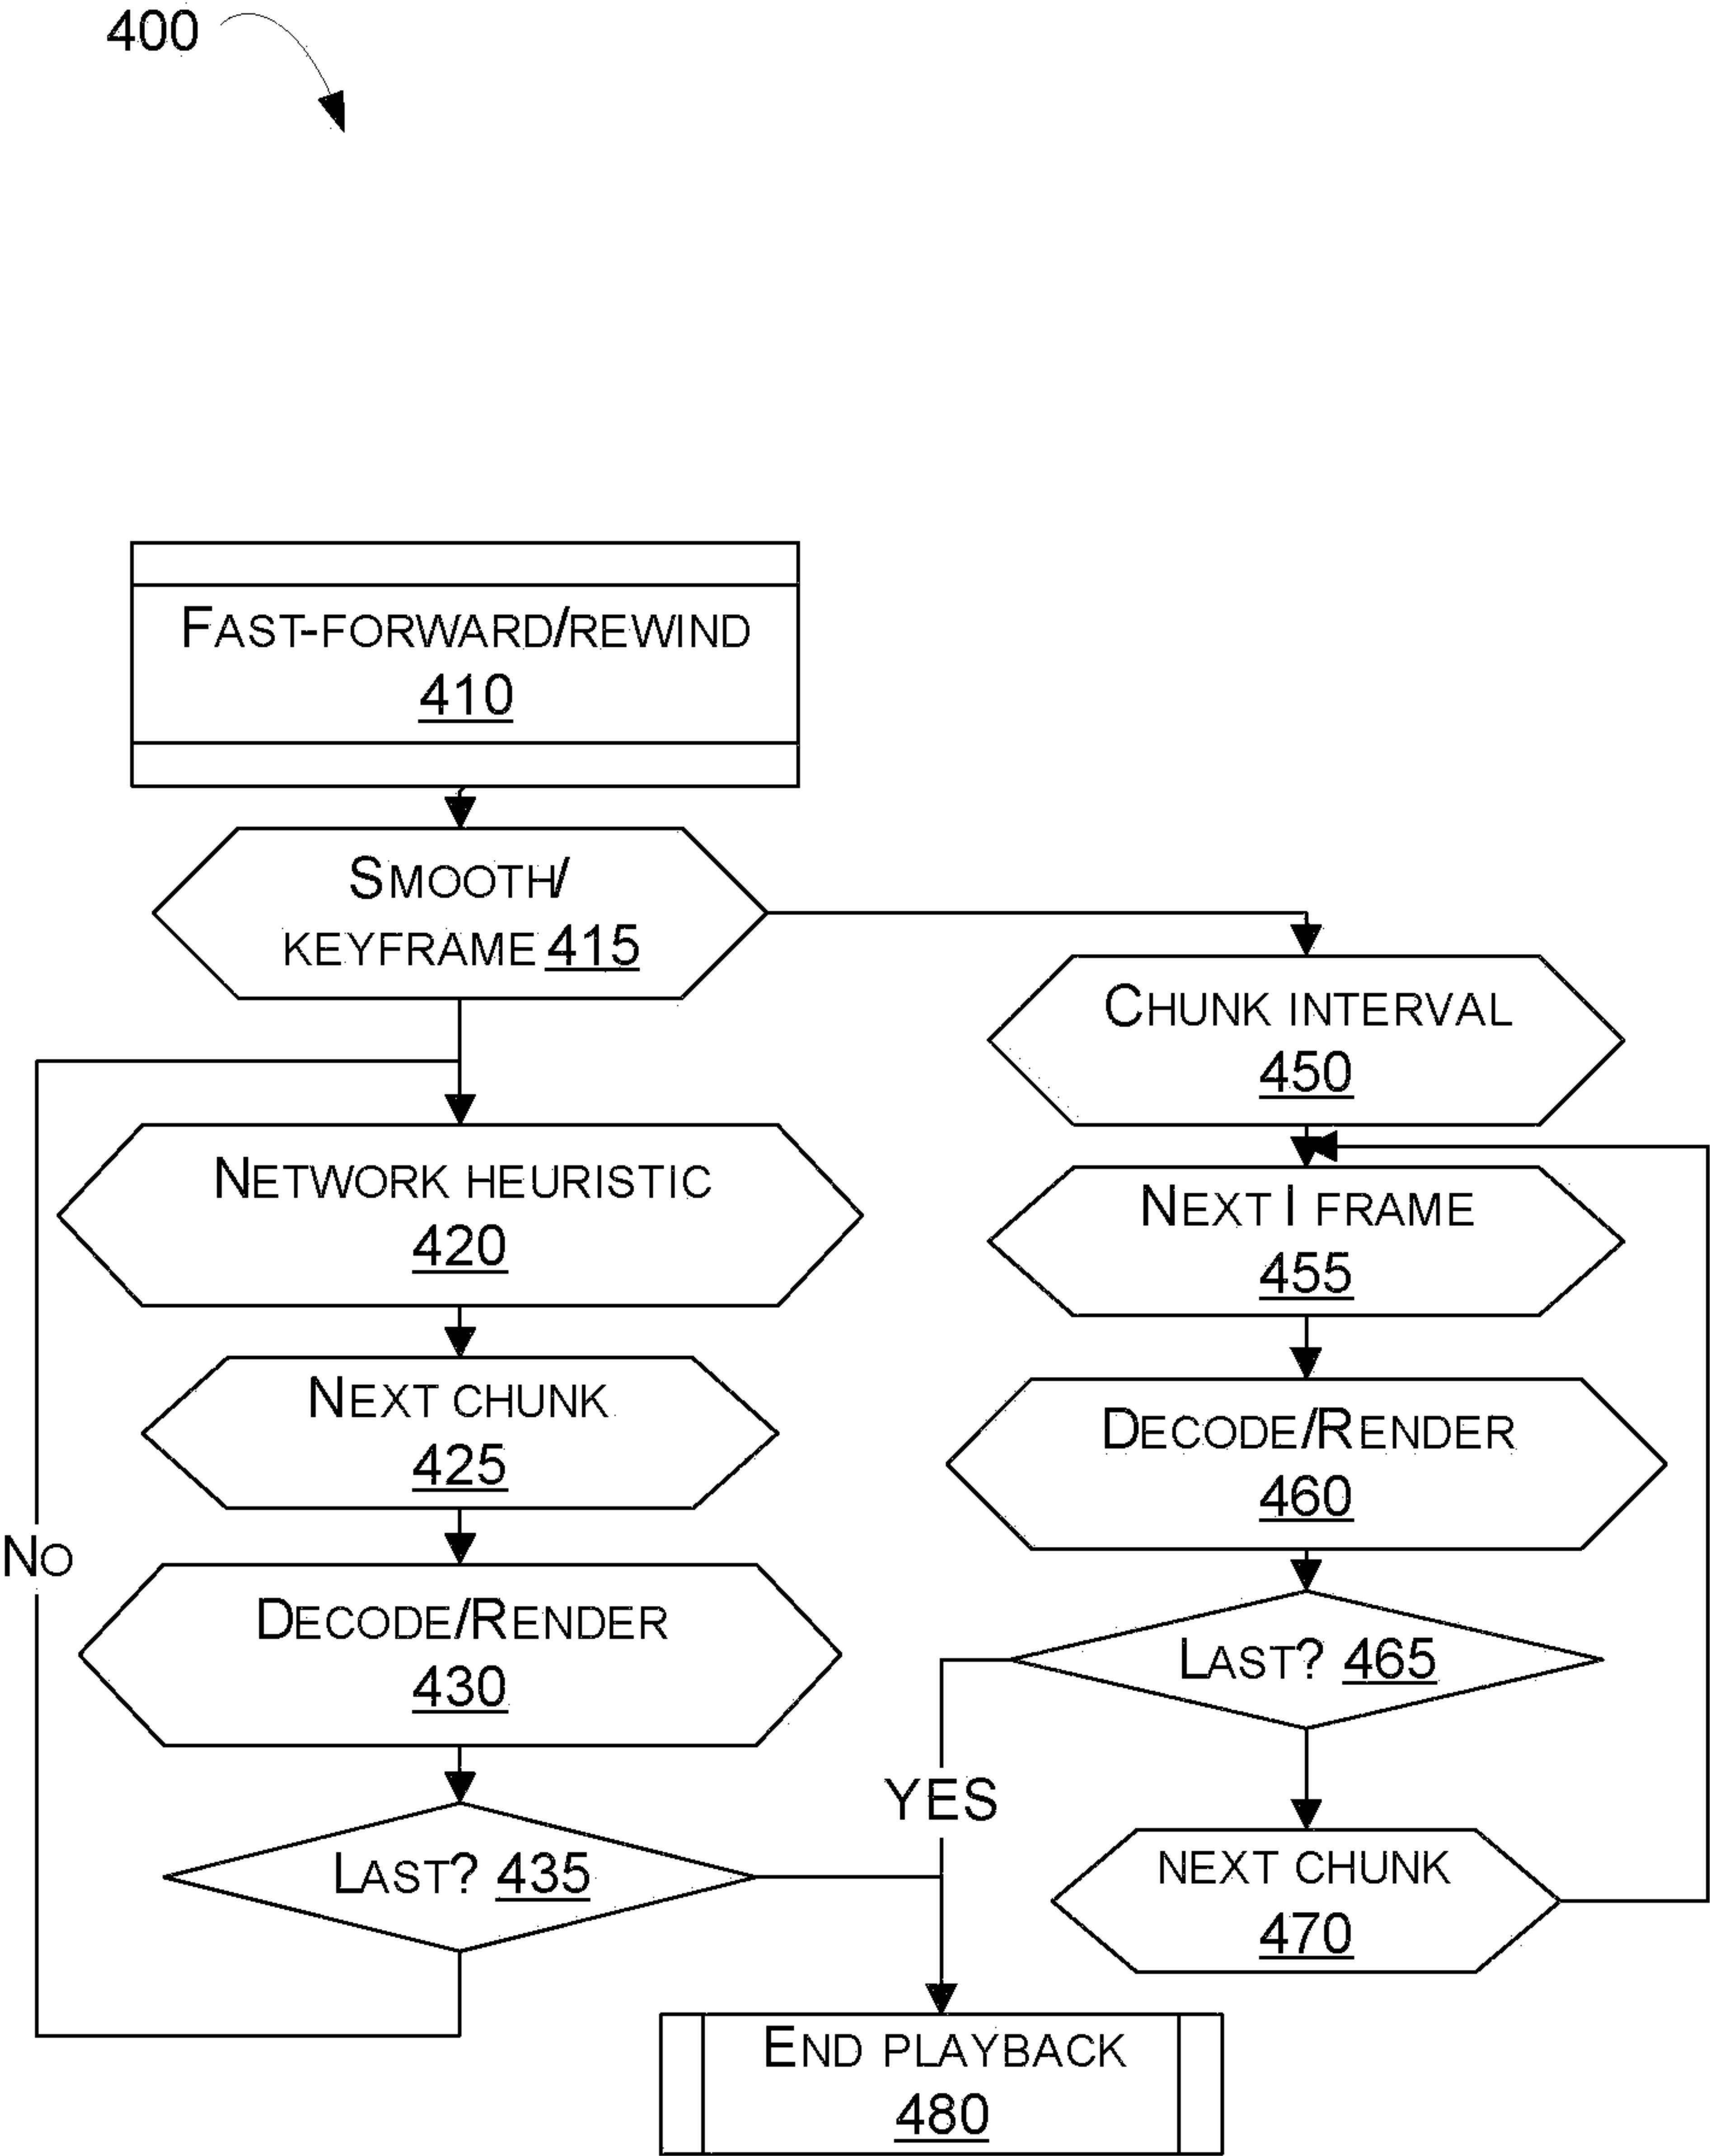 400
FAST-FORWARD/REWIND
410
SMOOTH/
KEYFRAME 415
NETWORK HEURISTIC
420
NEXT CHUNK
425
NO
DECODE/RENDER
430
LAST? 435
CHUNK INTERVAL
450
NEXT I FRAME
455
DECODE/RENDER
460
LAST? 465
YES
NEXT CHUNK
470
END PLAYBACK
480